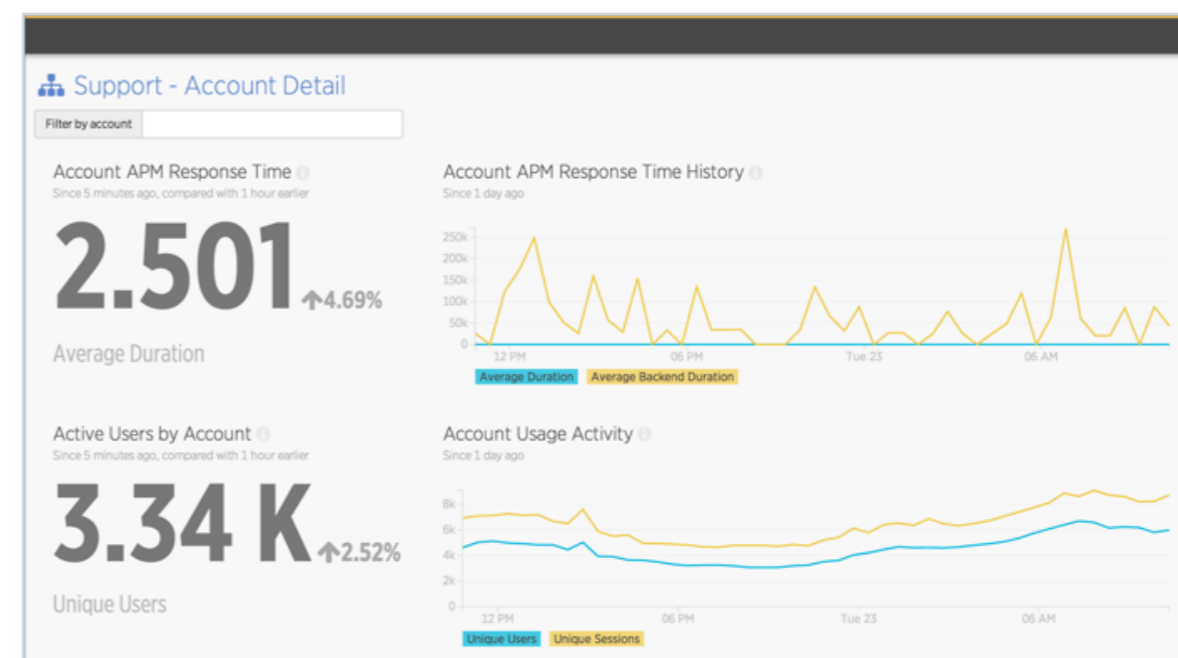 Support - Account Detail
Filter by account
Account APM Response Time
Since 5 minutes ago, compared with 1 hour earlier
2.501 ↑4.69%
Average Duration
Account APM Response Time History
Since 1 day ago
250k
200k
150k
100k
50k
0
12 PM 06 PM Tue 23 06 AM
Average Duration Average Backend Duration
Active Users by Account
Since 5 minutes ago, compared with 1 hour earlier
3.34 K ↑2.52%
Unique Users
Account Usage Activity
Since 1 day ago
8k
6k
4k
2k
0
12 PM 06 PM Tue 23 06 AM
Unique Users Unique Sessions